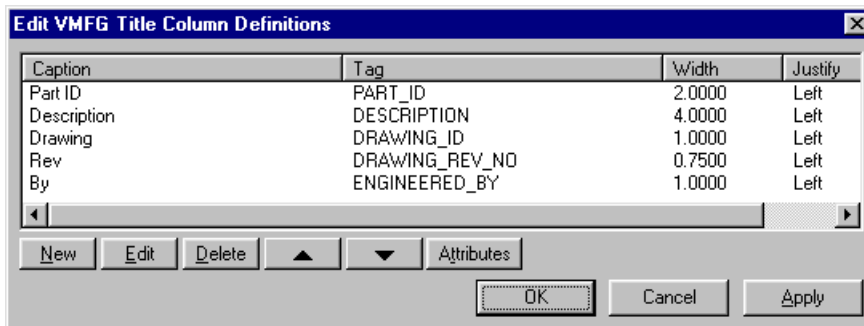 Edit VMFG Title Column Definitions
Caption Tag Width Justify
Part ID PART_ID 2.0000 Left
Description DESCRIPTION 4.0000 Left
Drawing DRAWING_ID 1.0000 Left
Rev DRAWING_REV_NO 0.7500 Left
By ENGINEERED_BY 1.0000 Left
New Edit Delete Attributes
OK Cancel Apply